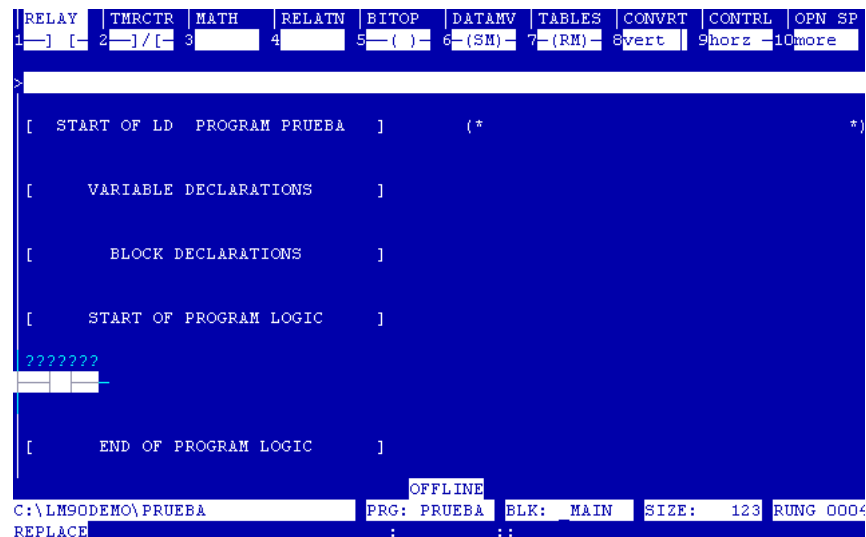 RELAY |TMRCTR |MATH |RELATN |BITOP |DATAMV |TABLES |CONVRT |CONTRL |OPN SP
1—] [— 2—]/[— 3 4 5—( )— 6—(SM)— 7—(RM)— 8vert | 9horz —10more
>
[ START OF LD PROGRAM PRUEBA ] (* *)
[ VARIABLE DECLARATIONS ]
[ BLOCK DECLARATIONS ]
[ START OF PROGRAM LOGIC ]
???????
[ END OF PROGRAM LOGIC ]
OFFLINE
C:\LM90DEMO\PRUEBA PRG: PRUEBA BLK: _MAIN SIZE: 123 RUNG 0004
REPLACE : ::